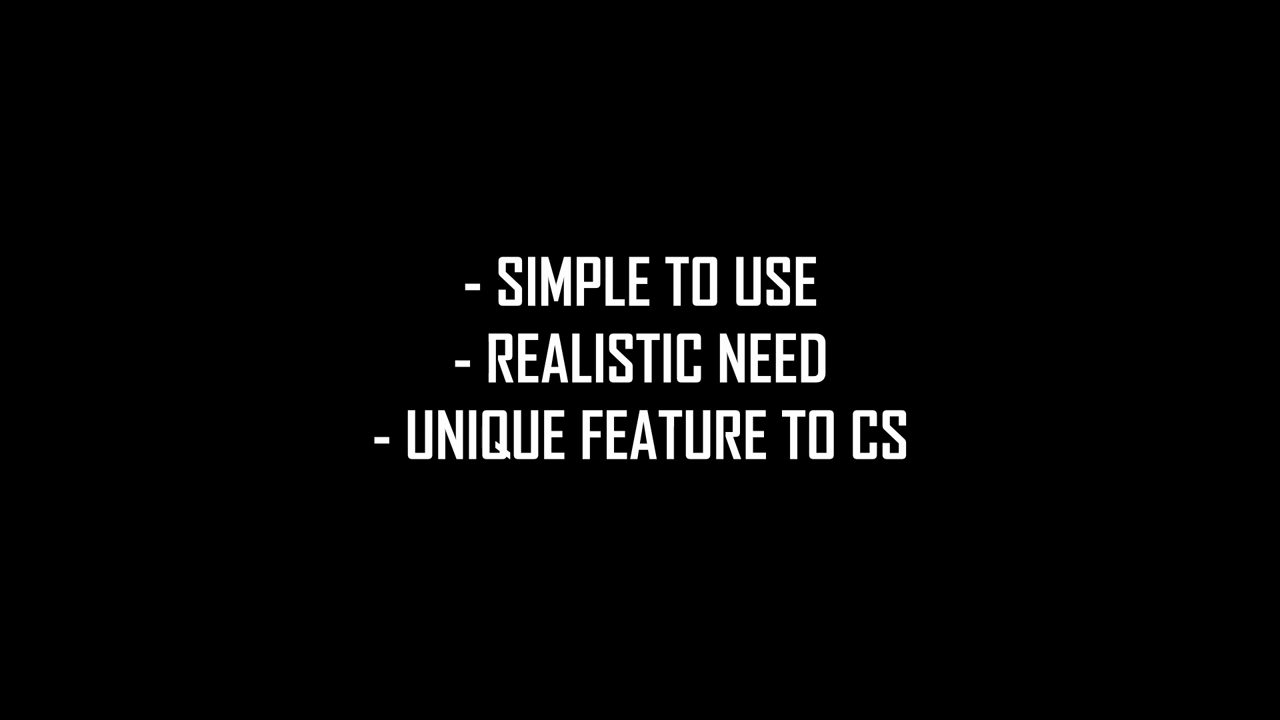 - SIMPLE TO USE
- REALISTIC NEED
- UNIQUE FEATURE TO CS